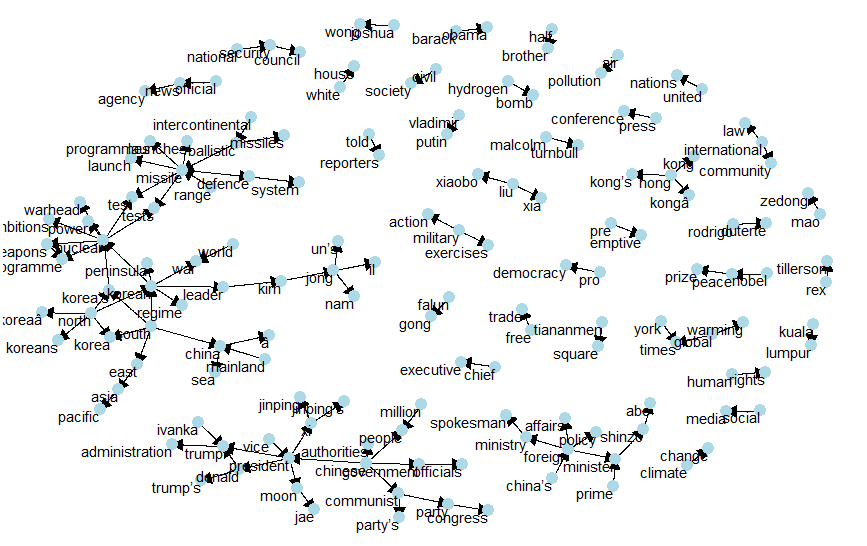 wong
joshua
barack
obama
half
brother
national
security
council
house
white
society
civil
air
pollution
nations
united
agency
news
official
hydrogen
bomb
intercontinental
missiles
programmes
launches
ballistic
launch
missile
defence
system
range
told
reporters
vladimir
putin
conference
press
malcolm
turnbull
law
international
community
kong
kong's
hong
kongâ
xiaobo
liu
xia
test
tests
warhead
bitions
power
nuclear
eapons
ogramme
action
military
exercises
pre
emptive
rodrigo
duterte
zedong
mao
peninsula
war
world
un's
jong
il
nam
kim
leader
korea's
korean
regime
democracy
pro
prize
peace
nobel
tillerson
rex
koreaâ
north
south
koreans
korea
china
mainland
a
sea
falun
gong
trade
free
tiananmen
square
york
times
global
warming
kuala
lumpur
east
asia
pacific
executive
chief
human
rights
jinping
jinping's
million
people
spokesman
affairs
ministry
policy
shinzo
abe
foreign
minister
china's
prime
media
social
change
climate
ivanka
administration
trump
vice
authorities
president
chinese
government
officials
trump's
donald
moon
jae
communist
party
party's
congress